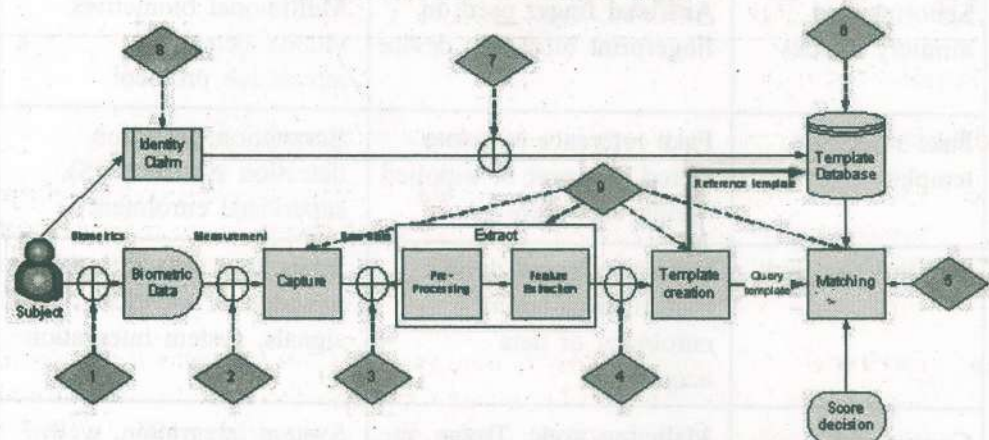 8
7
6
Identity
Claim
Template
Database
9
Reference template
Biometrics
Measurement
Extract
Subject
Biometric
Data
Capture
Pre -
Processing
Feature
Extraction
Template
creation
Query
template
Matching
5
1
2
3
4
Score
decision